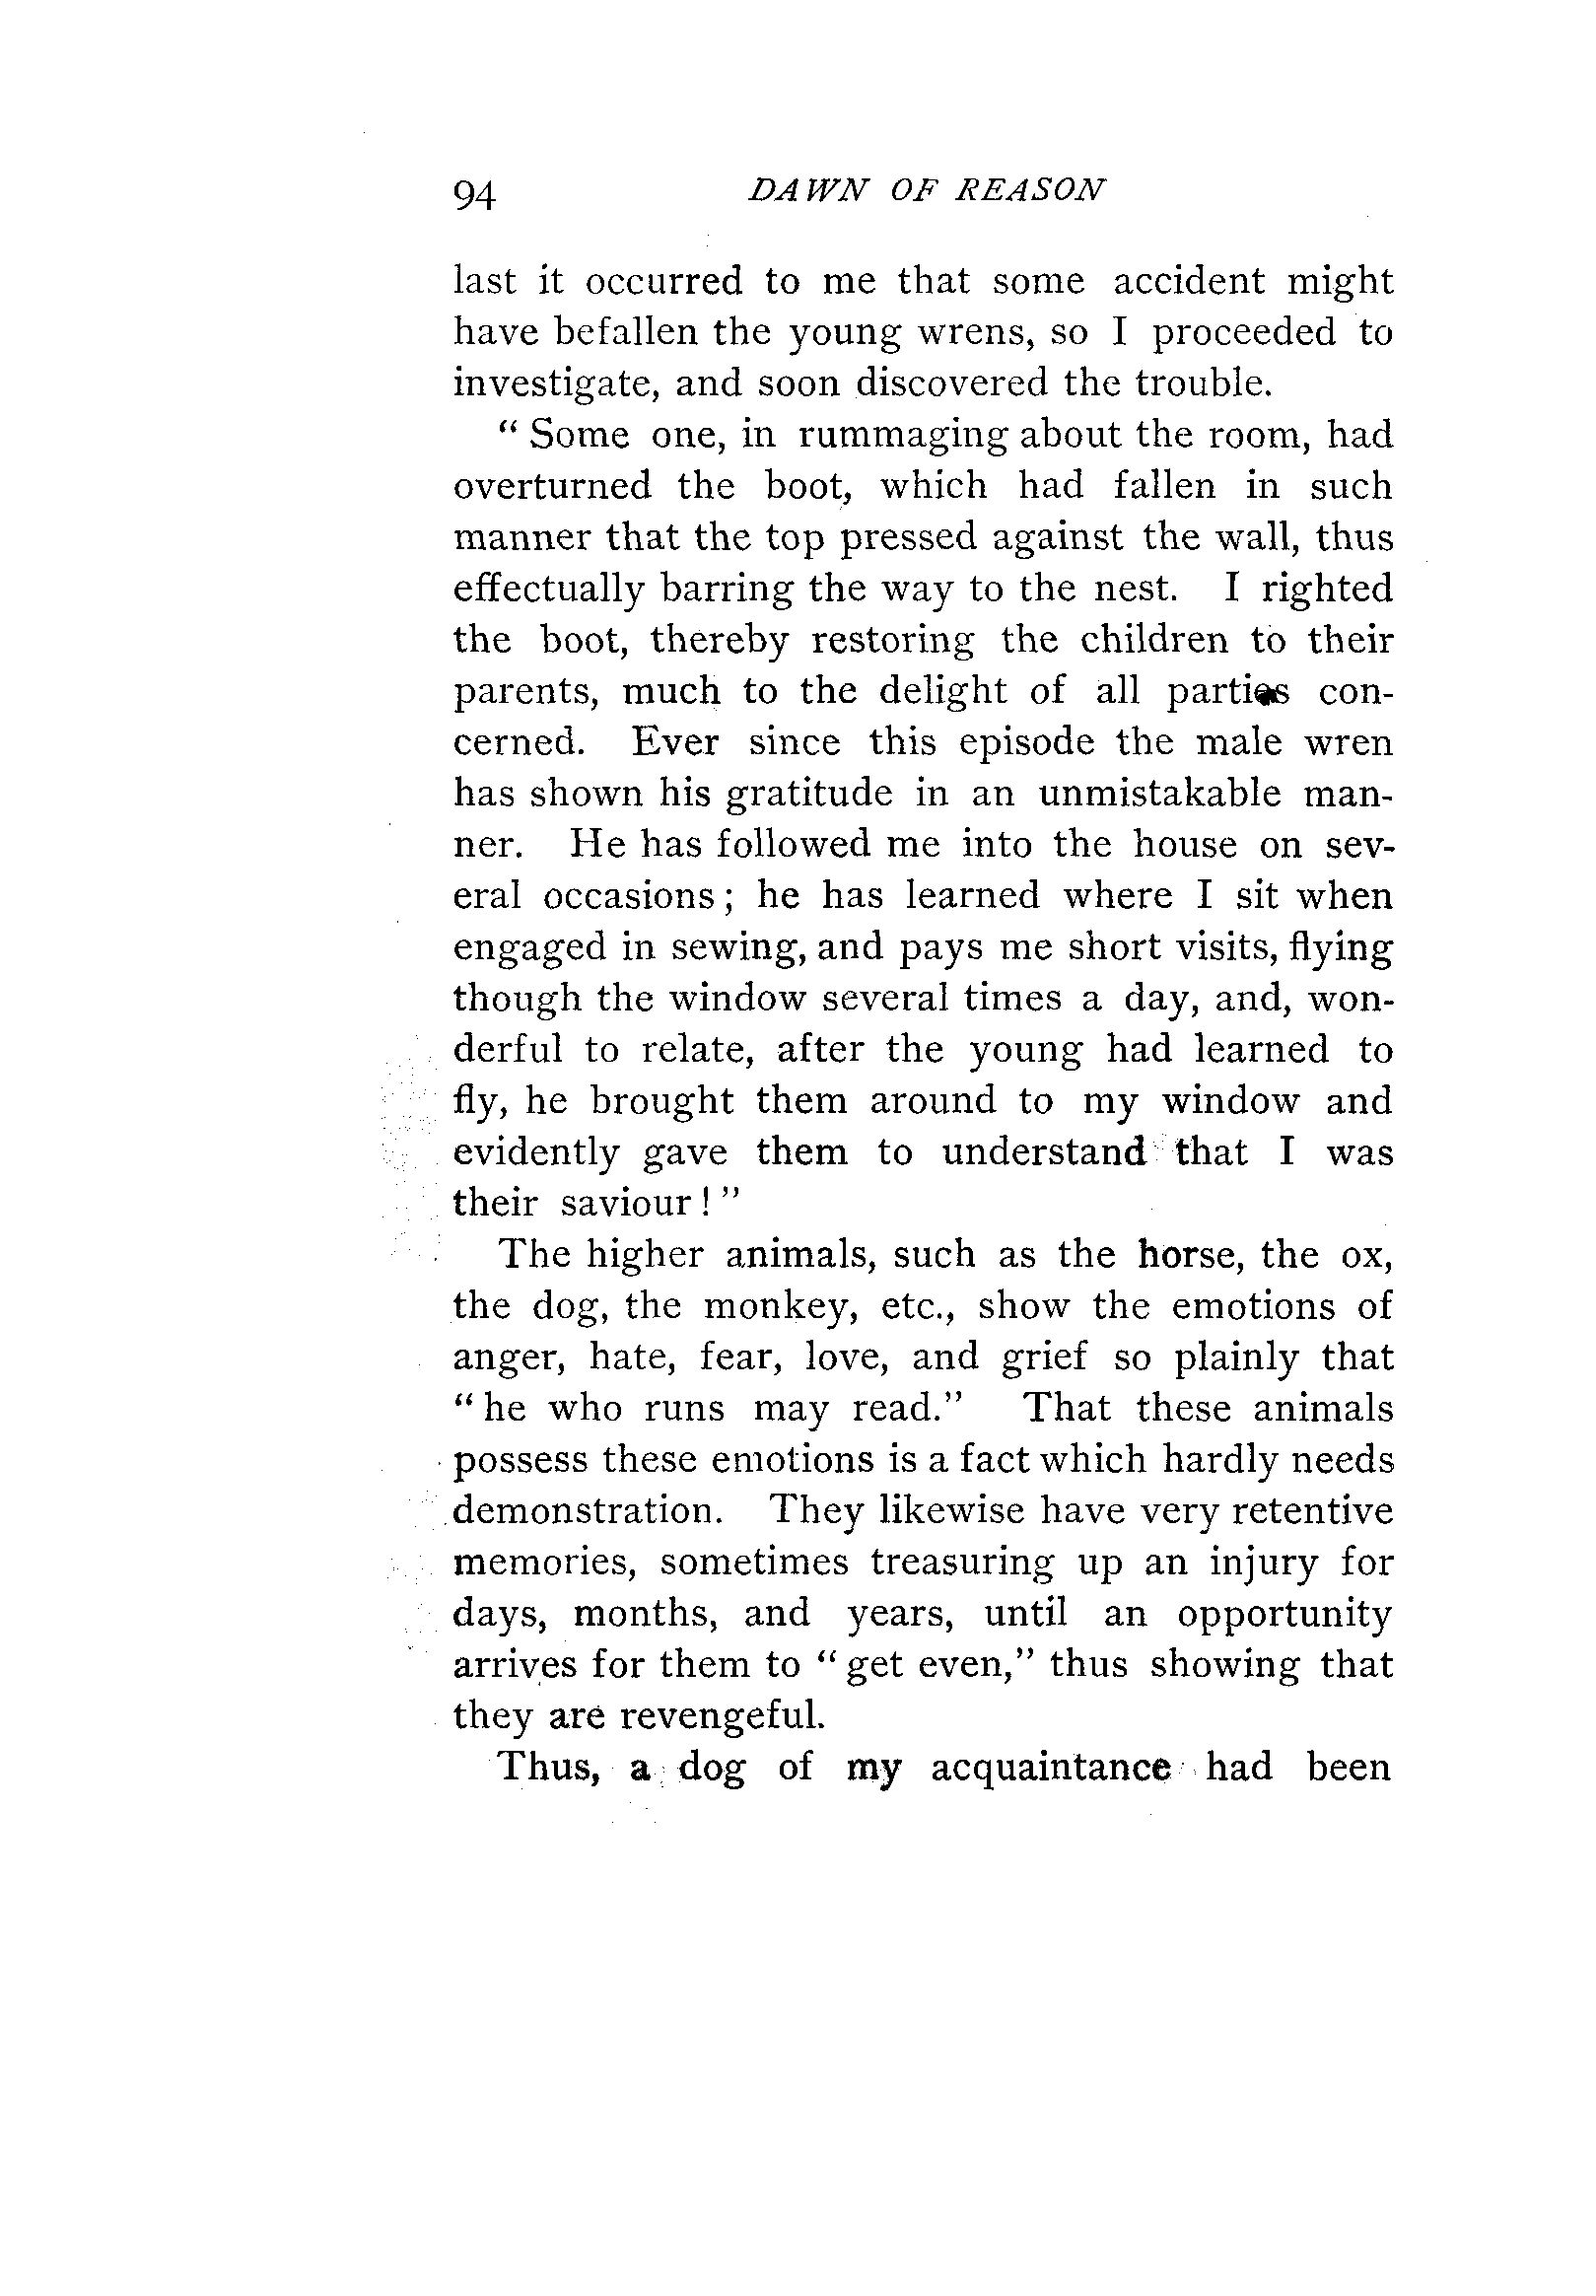 94 DAWN OF REASON
last it occurred to me that some accident might
have befallen the young wrens, so I proceeded to
investigate, and soon discovered the trouble.
“ Some one, in rummaging about the room, had
overturned the boot, which had fallen in such
manner that the top pressed against the wall, thus
effectually barring the way to the nest. I righted
the boot, thereby restoring the children to their
parents, much to the delight of all parties con-
cerned. Ever since this episode the male wren
has shown his gratitude in an unmistakable man-
ner. He has followed me into the house on sev-
eral occasions; he has learned where I sit when
engaged in sewing, and pays me short visits, flying
though the window several times a day, and, won-
derful to relate, after the young had learned to
fly, he brought them around to my window and
evidently gave them to understand that I was
their saviour!”
The higher animals, such as the horse, the ox,
the dog, the monkey, etc., show the emotions of
anger, hate, fear, love, and grief so plainly that
“he who runs may read.” That these animals
possess these emotions is a fact which hardly needs
demonstration. They likewise have very retentive
memories, sometimes treasuring up an injury for
days, months, and years, until an opportunity
arrives for them to “get even,” thus showing that
they are revengeful.
Thus, a dog of my acquaintance had been